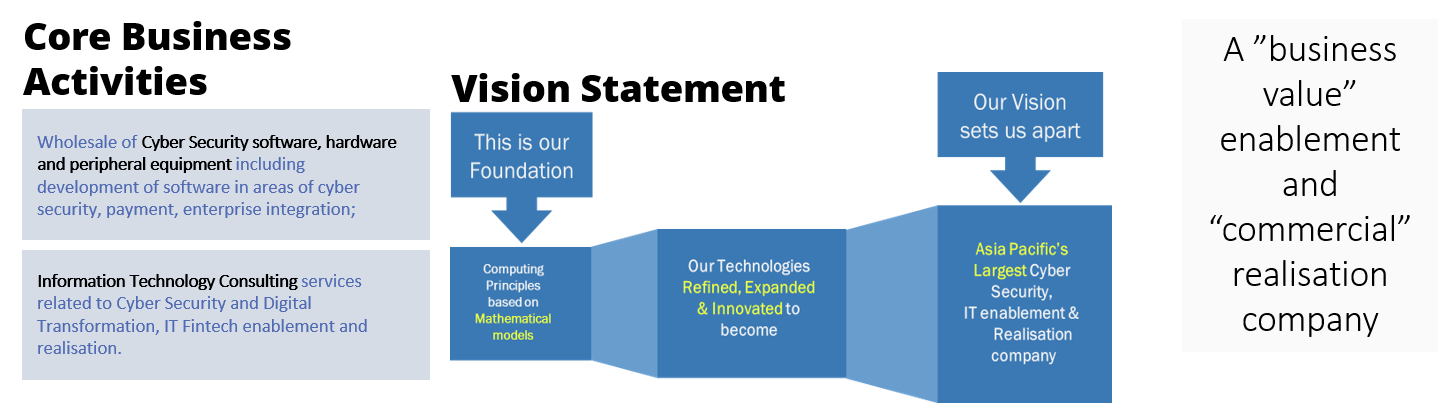 Core Business
Activities
Wholesale of Cyber Security software, hardware
and peripheral equipment including
development of software in areas of cyber
security, payment, enterprise integration;
Information Technology Consulting services
related to Cyber Security and Digital
Transformation, IT Fintech enablement and
realisation.
Vision Statement
This is our
Foundation
Computing
Principles
based on
Mathematical
models
Our Technologies
Refined, Expanded
& Innovated to
become
Our Vision
sets us apart
Asia Pacific’s
Largest Cyber
Security,
IT enablement &
Realisation
company
A ”business
value”
enablement
and
“commercial”
realisation
company